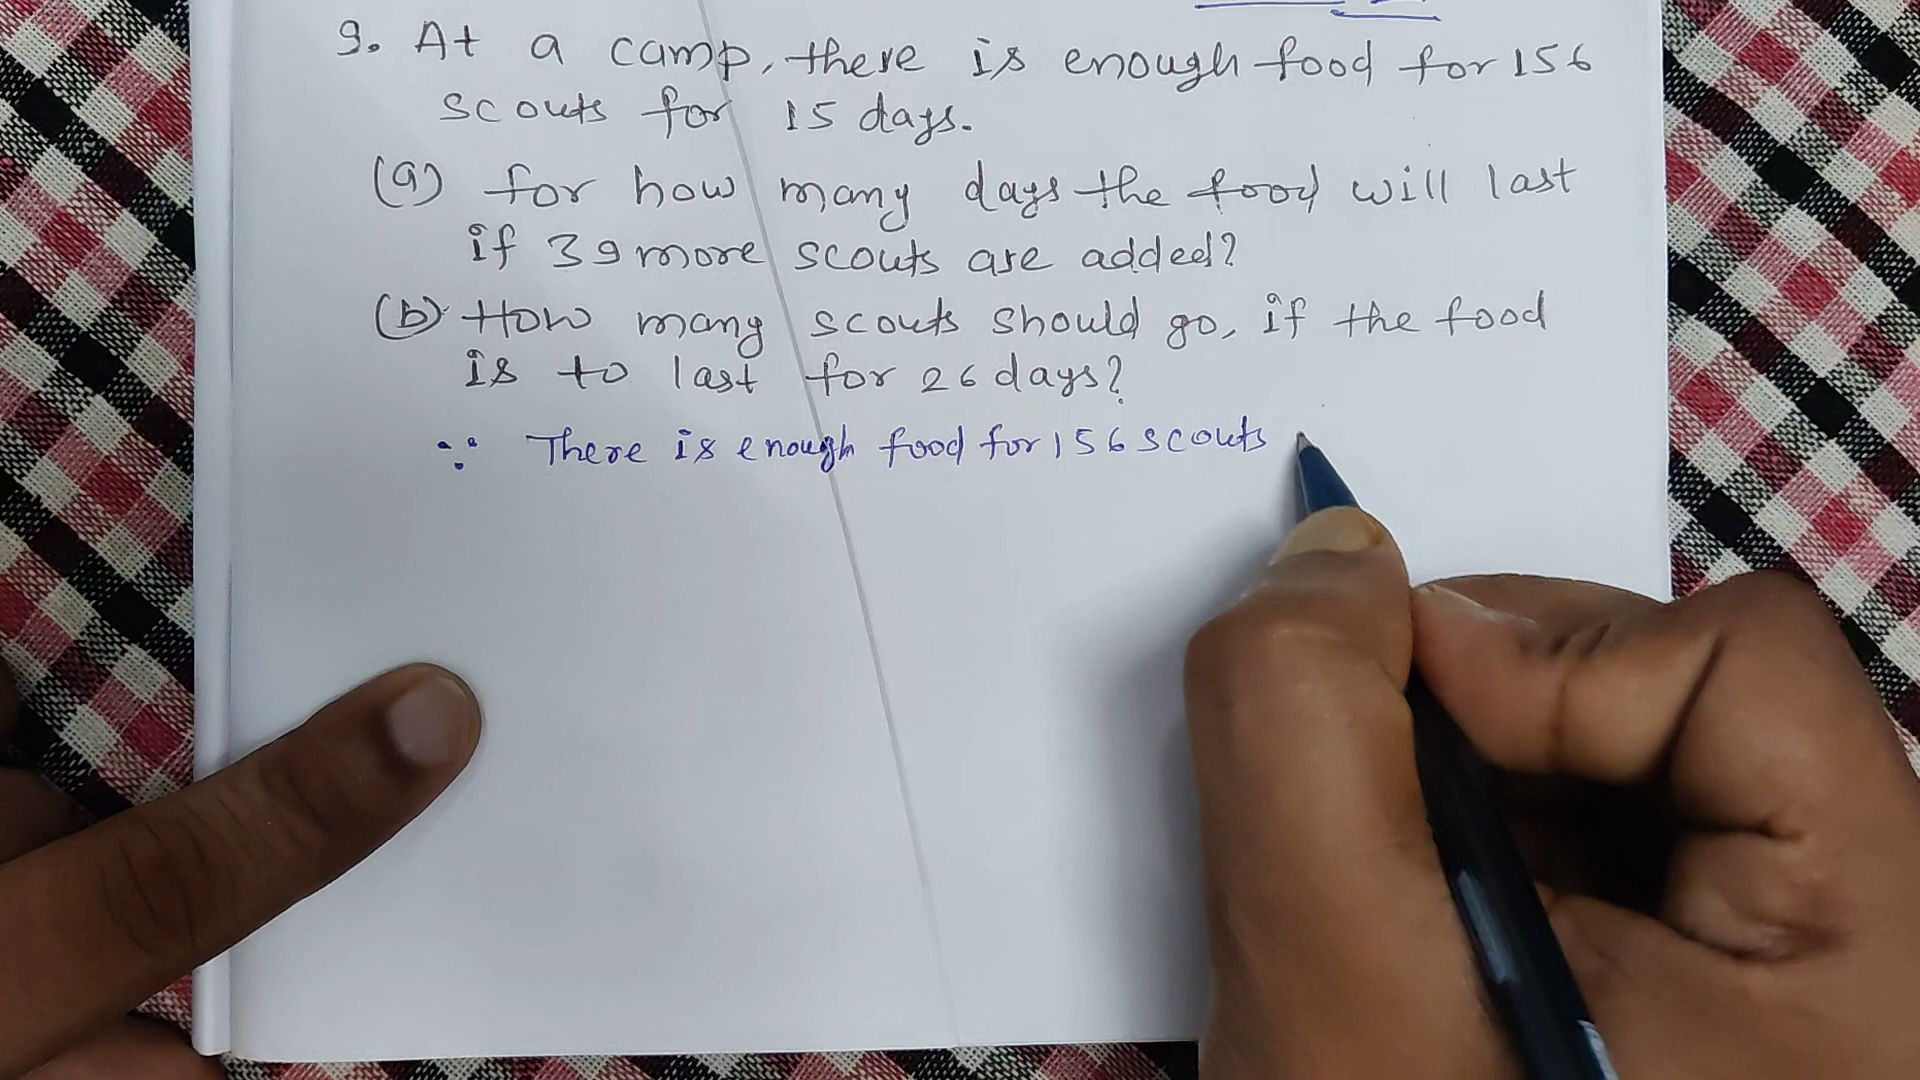 9. At a camp, there is enough food for 156
scouts for 15 days.
(a) for how many days the food will last
if 39 more scouts are added?
(b) How many scouts should go, if the food
is to last for 26 days?
∵ There is enough food for 156 scouts